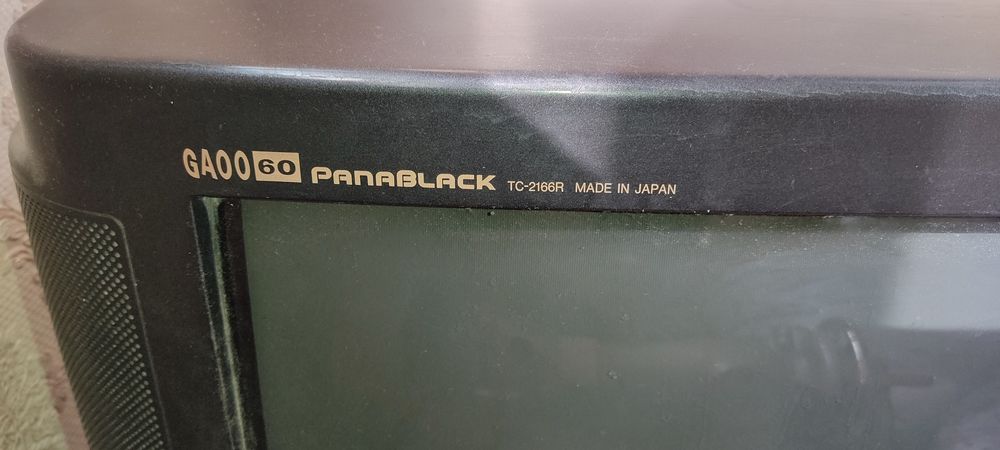 GAOO 60 PANABLACK TC-2166R MADE IN JAPAN